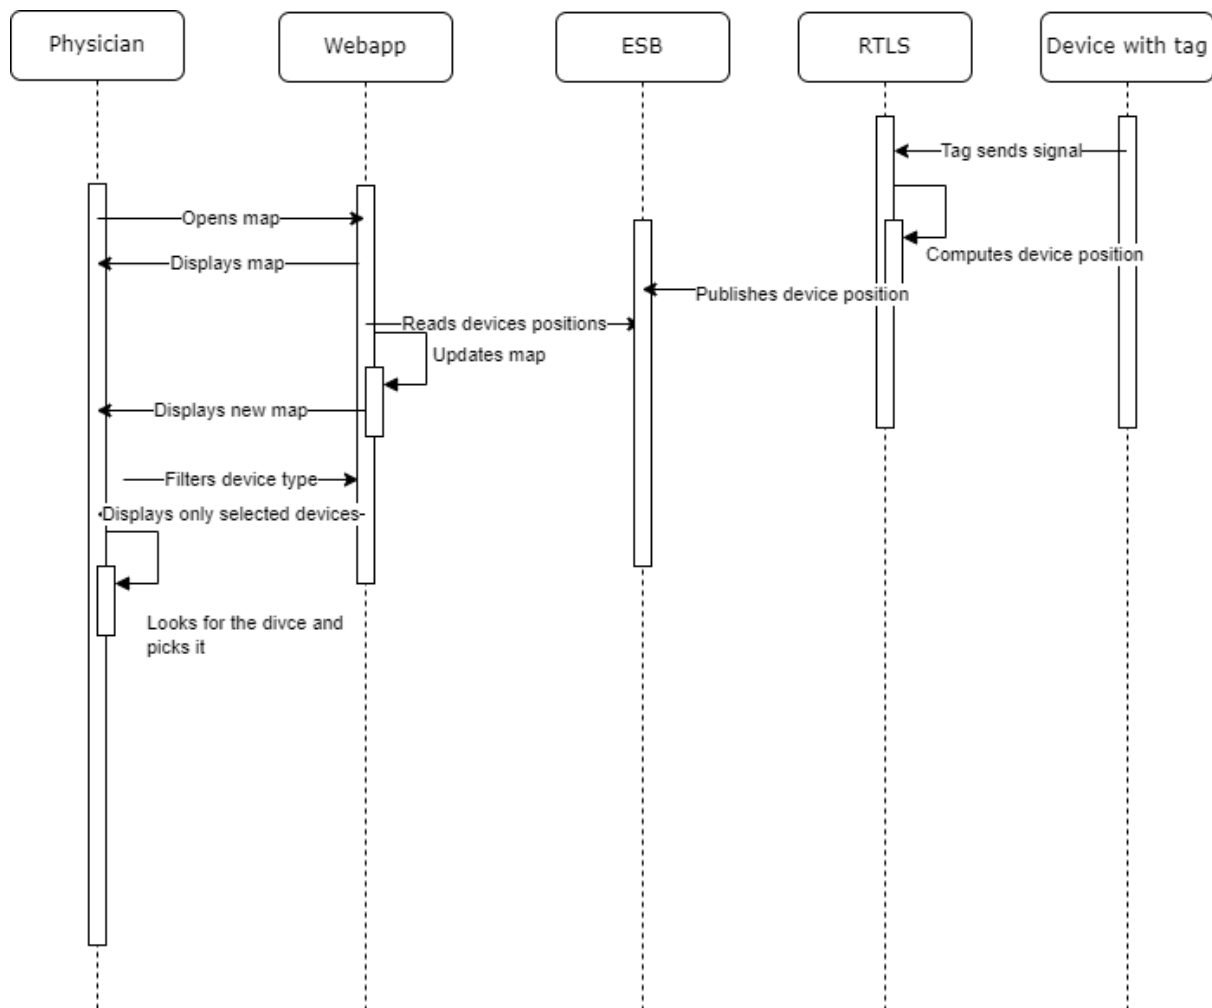 Physician
Webapp
ESB
RTLS
Device with tag
Tag sends signal
Opens map
Computes device position
Displays map
Publishes device position
Reads devices positions
Updates map
Displays new map
Filters device type
Displays only selected devices
Looks for the divce and
picks it